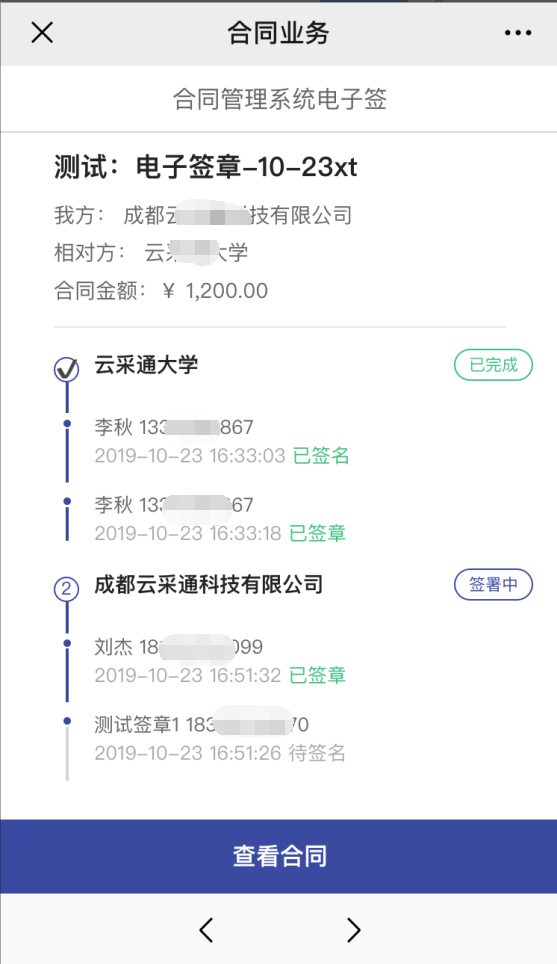 合同业务
合同管理系统电子签
测试：电子签章-10-23xt
我方： 成都云 技有限公司
相对方： 云 大学
合同金额：¥ 1,200.00
云采通大学 已完成
李秋 133 867
2019-10-23 16:33:03 已签名
李秋 133 67
2019-10-23 16:33:18 已签章
2 成都云采通科技有限公司 签署中
刘杰 18 099
2019-10-23 16:51:32 已签章
测试签章1 183 70
2019-10-23 16:51:26 待签名
查看合同